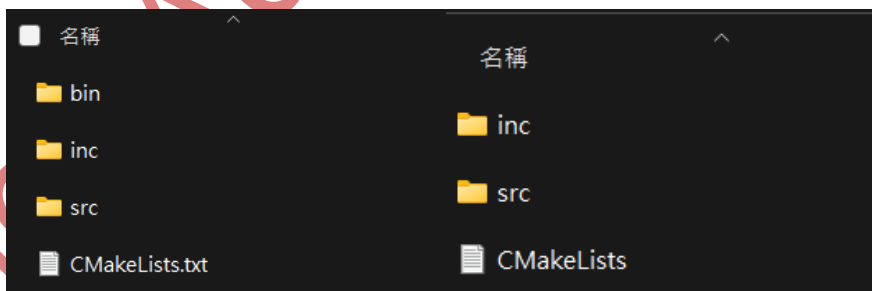 名稱
bin
inc
src
CMakeLists.txt
名稱
inc
src
CMakeLists